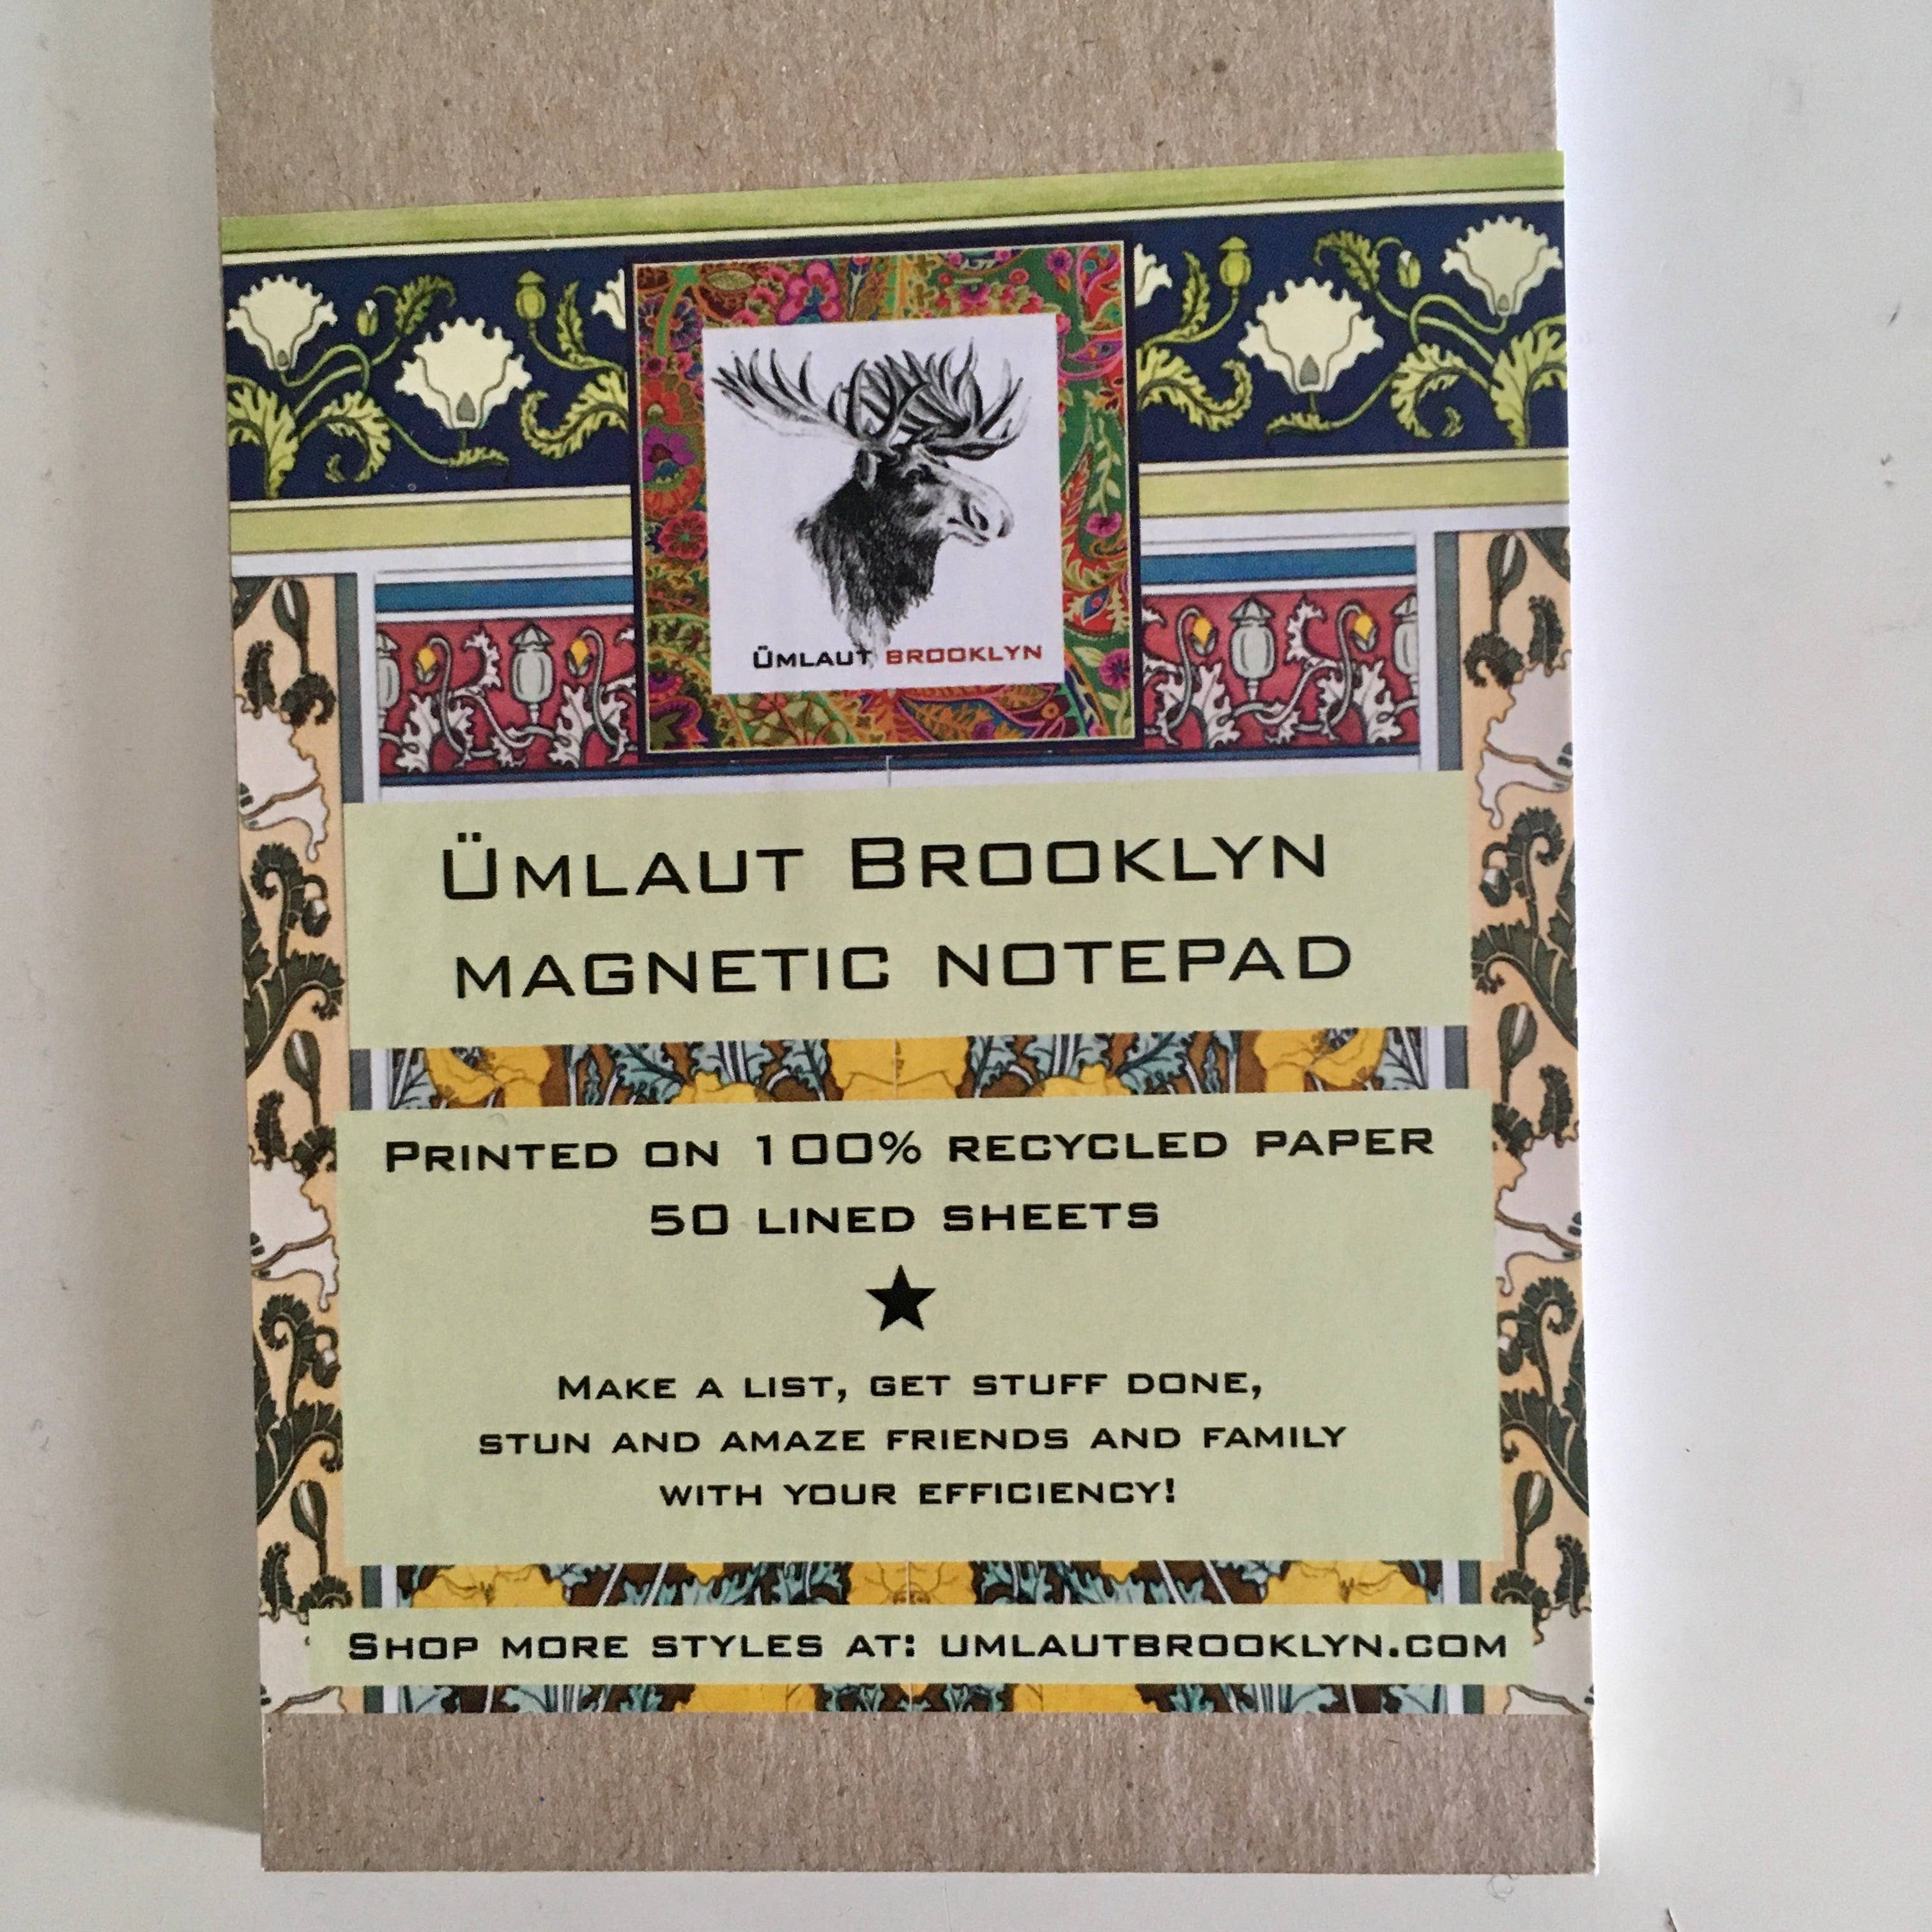 ÜMLAUT BROOKLYN
ÜMLAUT BROOKLYN
MAGNETIC NOTEPAD
PRINTED ON 100% RECYCLED PAPER
50 LINED SHEETS
MAKE A LIST, GET STUFF DONE,
STUN AND AMAZE FRIENDS AND FAMILY
WITH YOUR EFFICIENCY!
SHOP MORE STYLES AT: UMLAUTBROOKLYN.COM